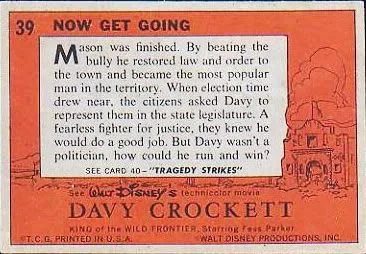 39 NOW GET GOING
Mason was finished. By beating the
bully he restored law and order to
the town and became the most popular
man in the territory. When election time
drew near, the citizens asked Davy to
represent them in the state legislature. A
fearless fighter for justice, they knew he
would do a good job. But Davy wasn't a
politician, how could he run and win?
SEE CARD 40—"TRAGEDY STRIKES"
See WALT DISNEY'S technicolor movie
DAVY CROCKETT
KING of the WILD FRONTIER, Starring Fess Parker
©T.C.G. PRINTED IN U.S.A. ©WALT DISNEY PRODUCTIONS, INC.